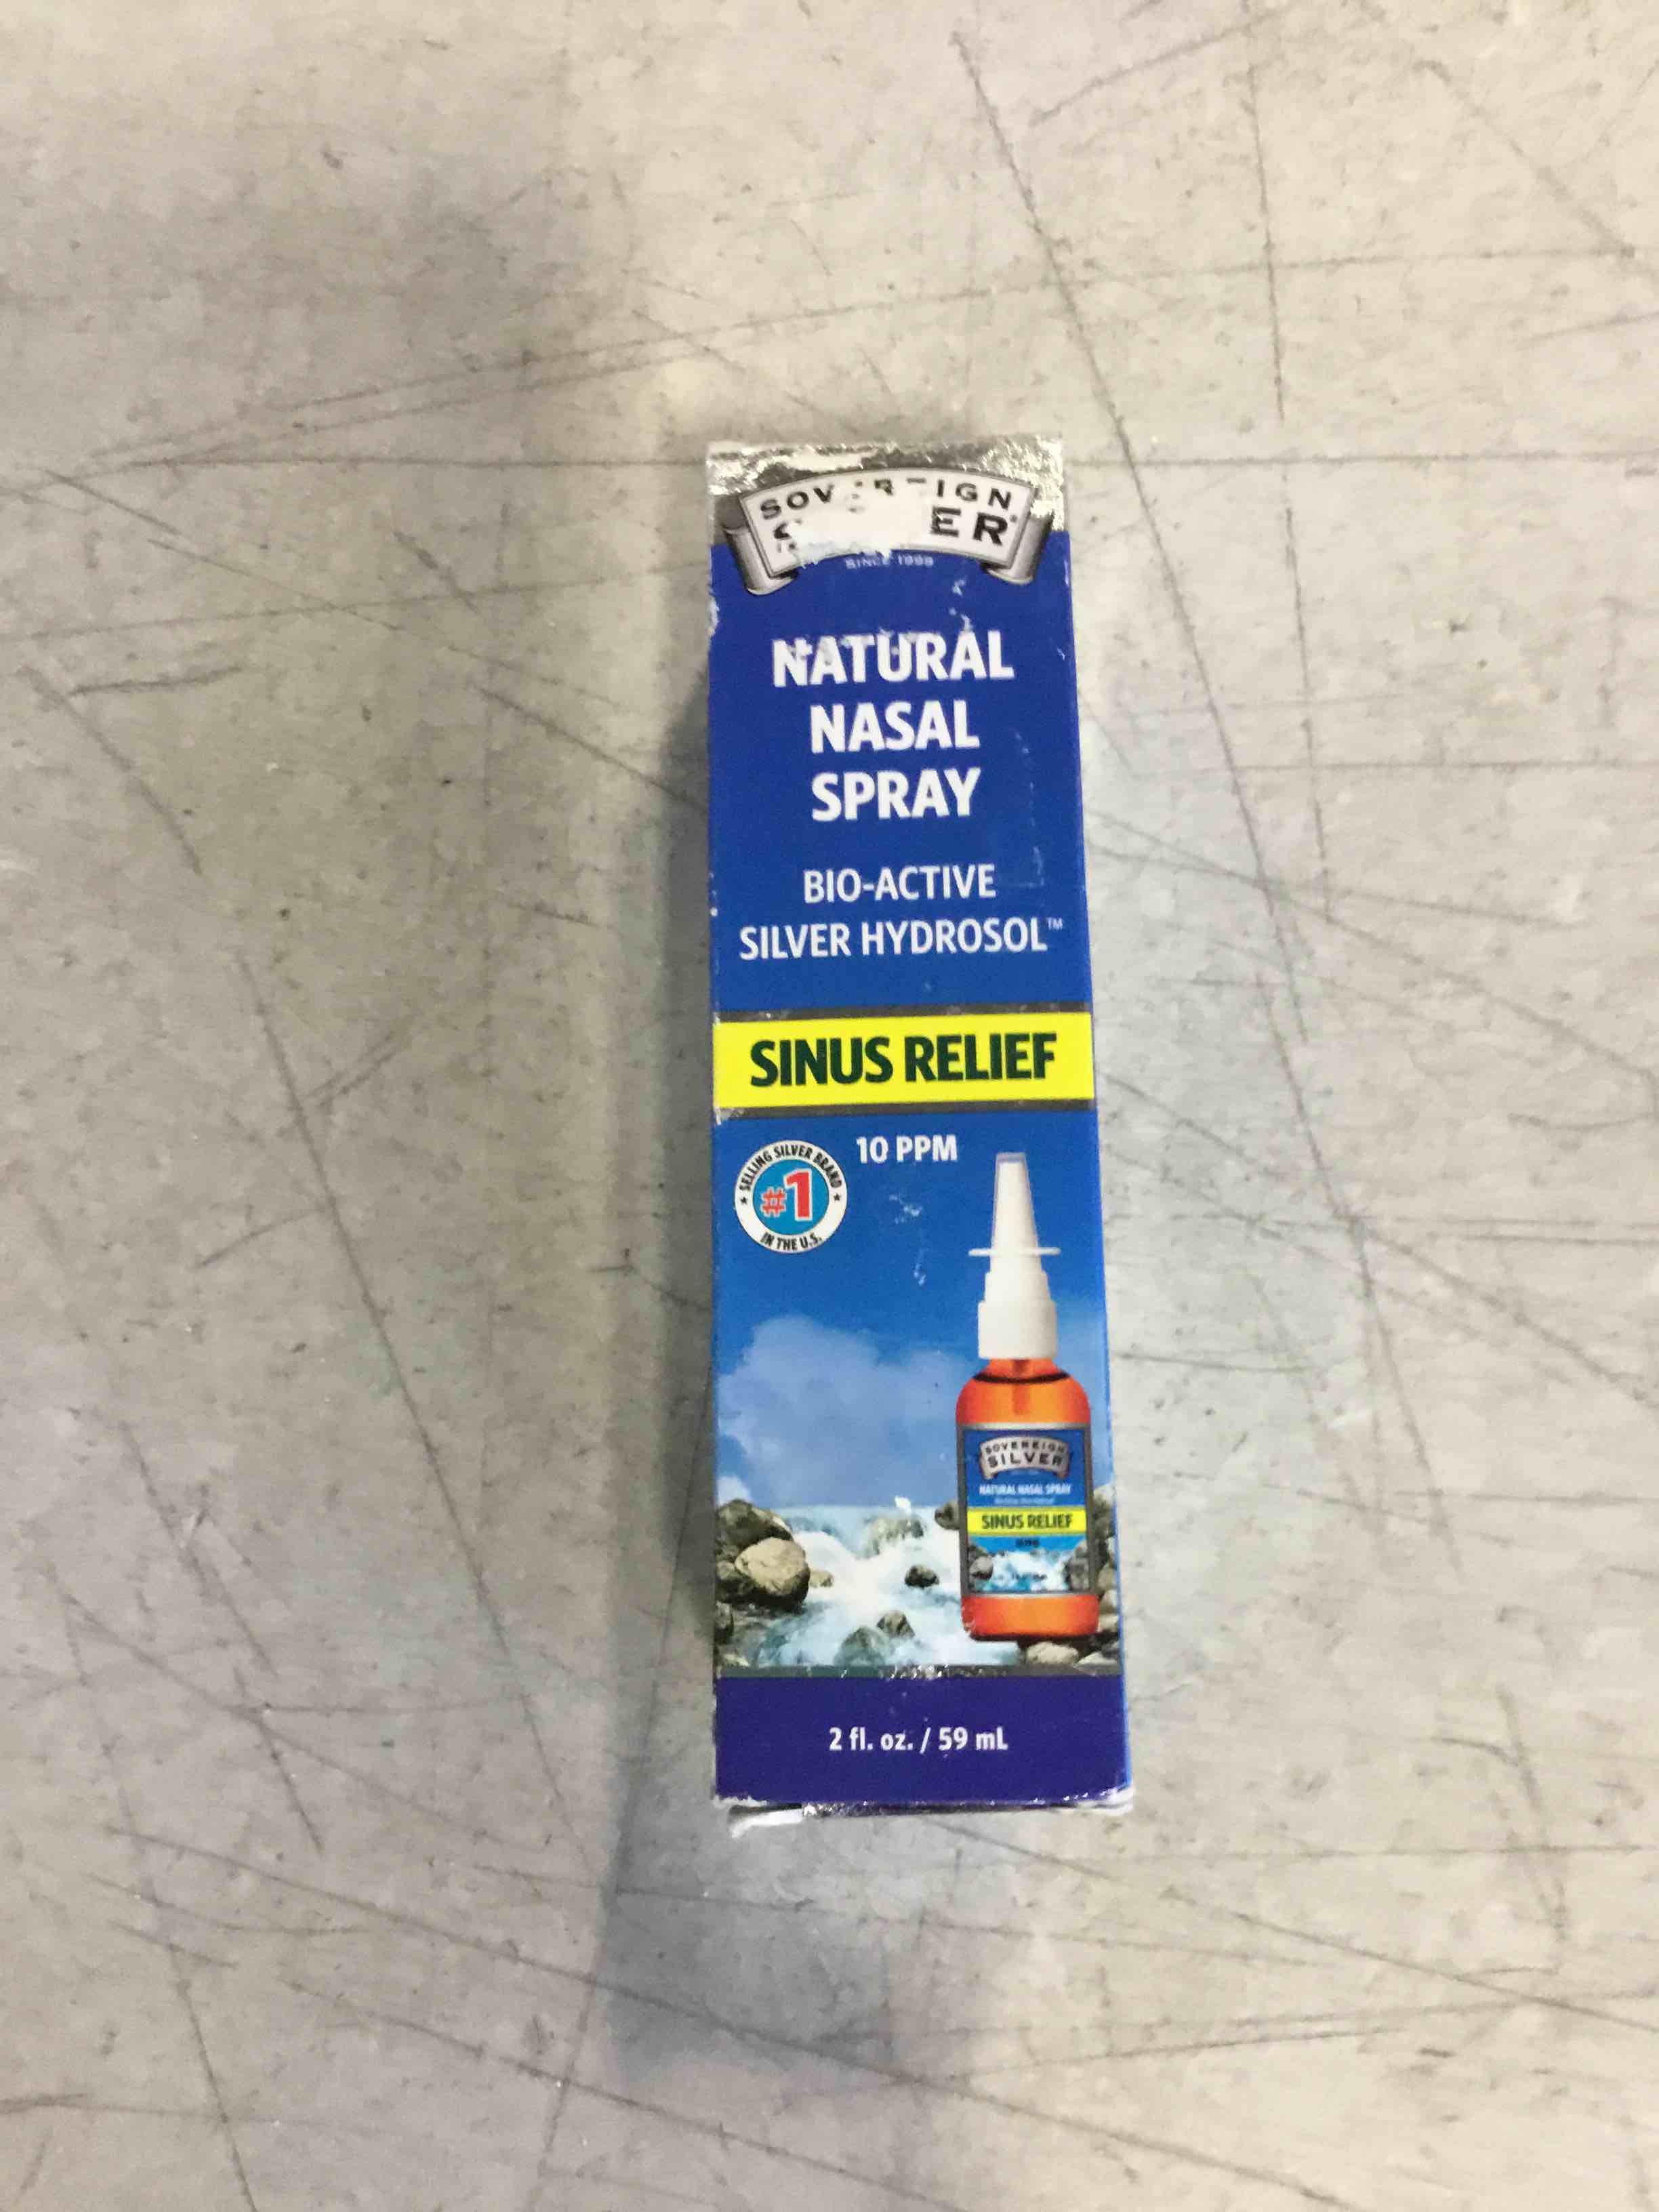 SOVEREIGN
SILVER®
SINCE 1999
NATURAL
NASAL
SPRAY
BIO-ACTIVE
SILVER HYDROSOL™
SINUS RELIEF
10 PPM
SELLING SILVER BRAND
#1
IN THE U.S.
SOVEREIGN
SILVER
NATURAL NASAL SPRAY
SINUS RELIEF
2 fl. oz. / 59 mL